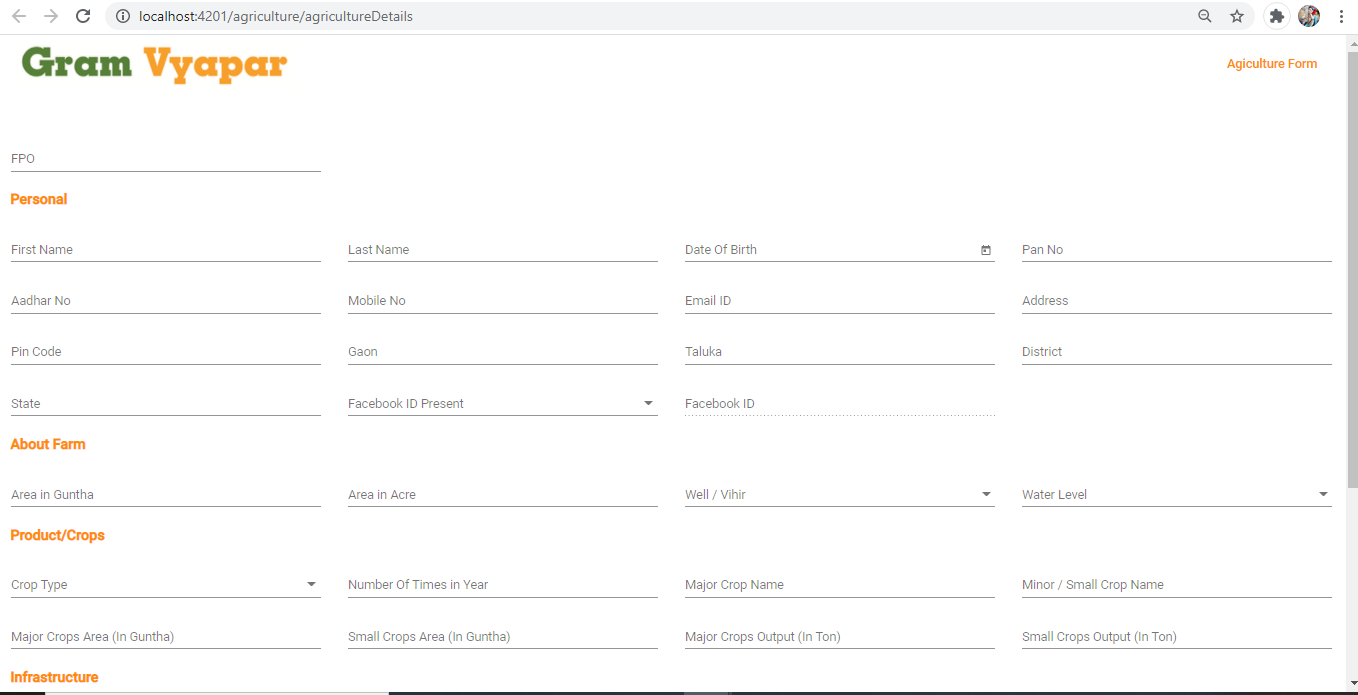 localhost:4201/agriculture/agricultureDetails
Gram Vyapar
Agiculture Form
FPO
Personal
First Name Last Name Date Of Birth Pan No
Aadhar No Mobile No Email ID Address
Pin Code Gaon Taluka District
State Facebook ID Present Facebook ID
About Farm
Area in Guntha Area in Acre Well / Vihir Water Level
Product/Crops
Crop Type Number Of Times in Year Major Crop Name Minor / Small Crop Name
Major Crops Area (In Guntha) Small Crops Area (In Guntha) Major Crops Output (In Ton) Small Crops Output (In Ton)
Infrastructure